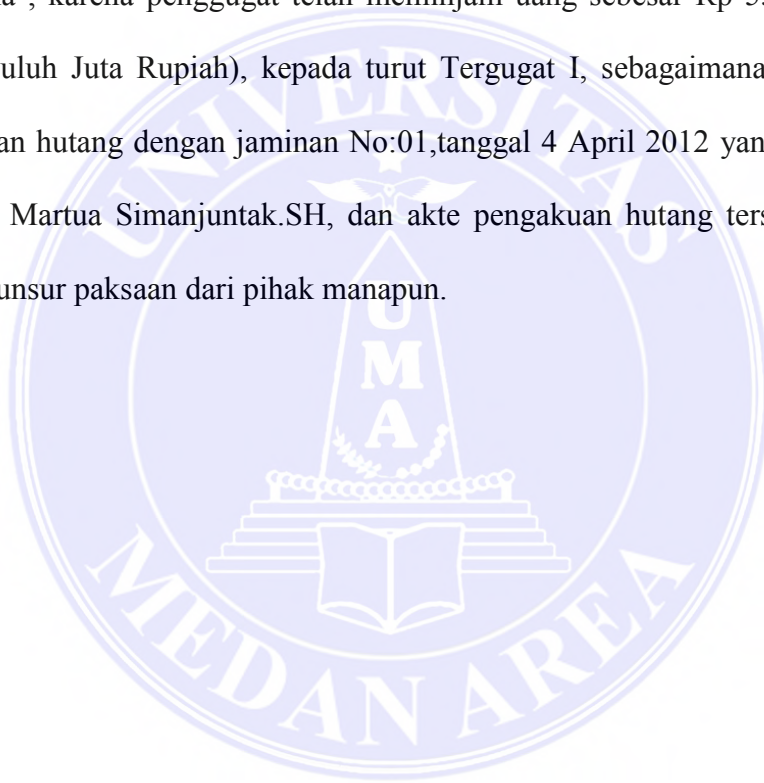 karena penggugat telah meminjam uang sebesar Rp
uluh Juta Rupiah), kepada turut Tergugat I, sebagaimana
an hutang dengan jaminan No:01,tanggal 4 April 2012 yan
Martua Simanjuntak.SH, dan akte pengakuan hutang ters
unsur paksaan dari pihak manapun.
UNIVERSITAS
UMA
MEDAN AREA